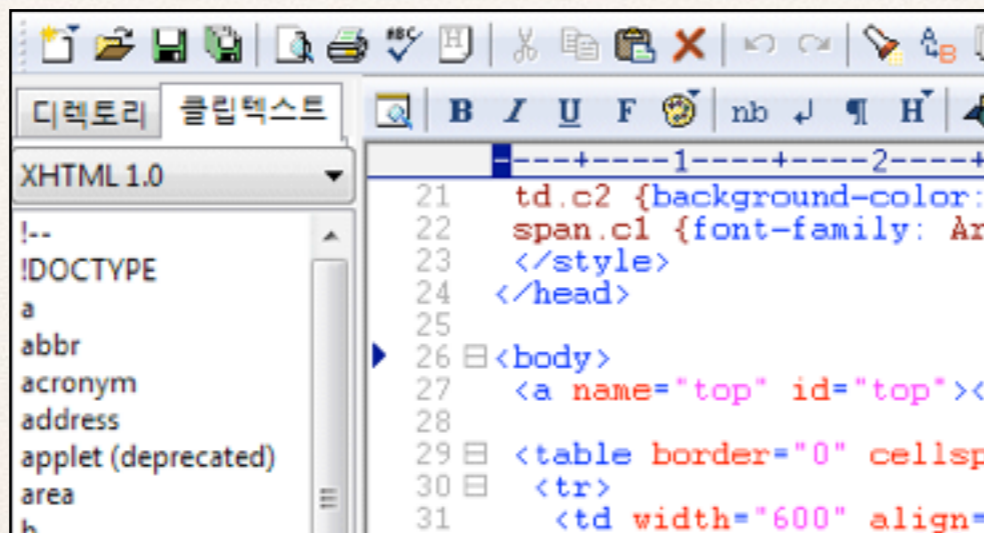 ABC
H
A B
디렉토리 클립텍스트
B I U F nb ¶ H
XHTML 1.0
----+----1----+----2----+
!--
!DOCTYPE
a
abbr
acronym
address
applet (deprecated)
area
21 td.c2 {background-color:
22 span.c1 {font-family: Ar
23 </style>
24 </head>
25
26 <body>
27 <a name="top" id="top"><
28
29 <table border="0" cellsp
30 <tr>
31 <td width="600" align=